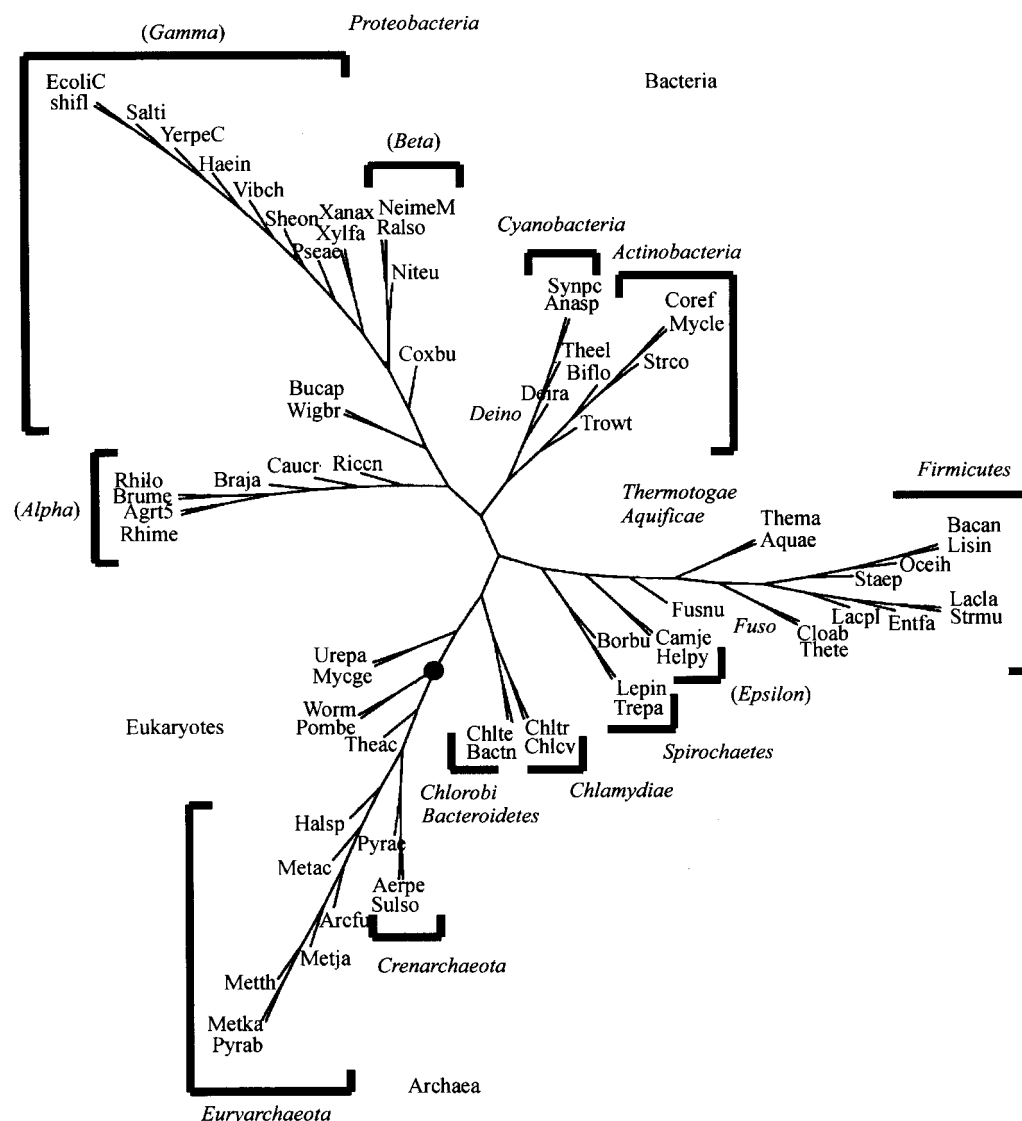 Proteobacteria
(Gamma)
EcoliC
shifl
Bacteria
Salti
YerpeC
(Beta)
Haein
Vibch
Sheon
Xanax
Xylfa
Pseae
NeimeM
Ralso
Niteu
Cyanobacteria
Actinobacteria
Synpc
Anasp
Coref
Mycle
Theel
Biflo
Strco
Deira
Deino
Trowt
Coxbu
Bucap
Wigbr
Riccn
Caucr
Braja
Rhilo
Brume
Agrt5
Rhime
(Alpha)
Thermotogae
Aquificae
Firmicutes
Thema
Aquae
Bacan
Lisin
Oceih
Staep
Lacla
Strmu
Entfa
Lacpl
Cloab
Thete
Fuso
Fusnu
Camje
Helpy
Borbu
(Epsilon)
Lepin
Trepa
Spirochaetes
Urepa
Mycge
Worm
Pombe
Eukaryotes
Theac
Chlte
Bactn
Chltr
Chlcv
Chlorobi
Bacteroidetes
Chlamydiae
Halsp
Pyrae
Metac
Aerpe
Sulso
Arcfu
Metja
Crenarchaeota
Metth
Metka
Pyrab
Archaea
Euryarchaeota